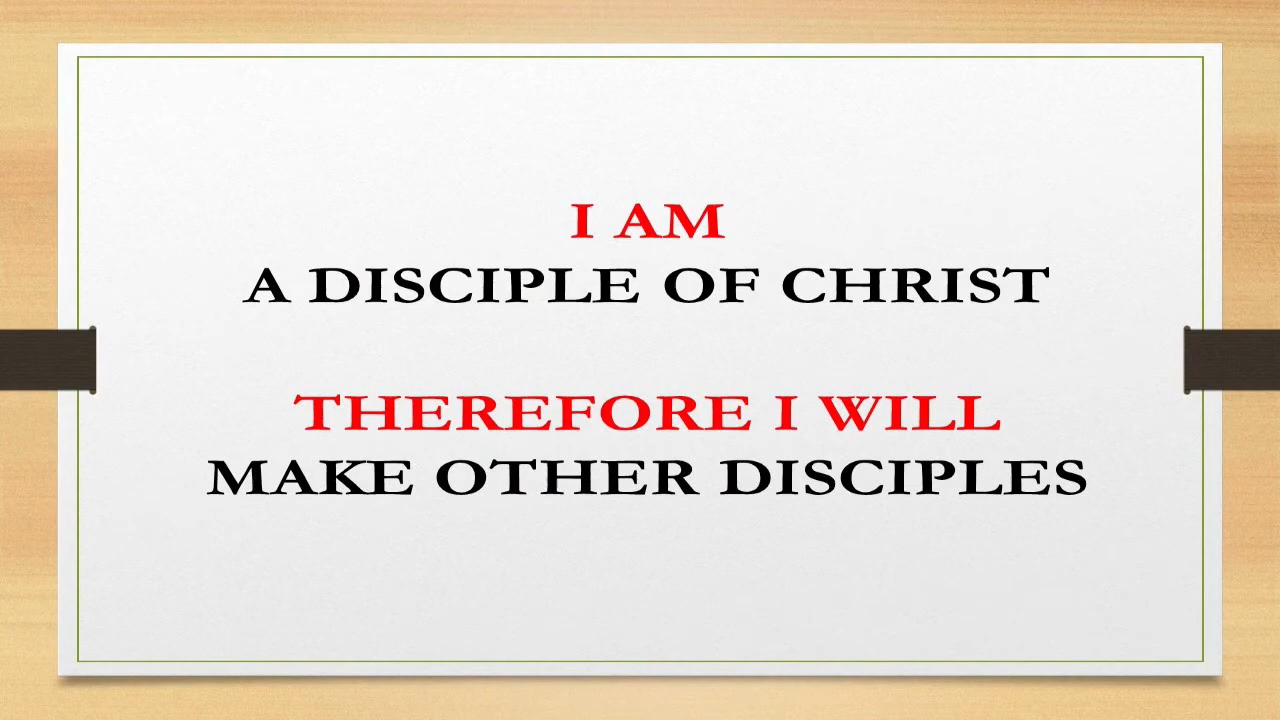 I AM
A DISCIPLE OF CHRIST
THEREFORE I WILL
MAKE OTHER DISCIPLES